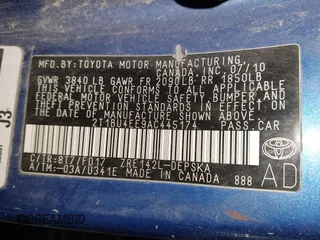 MFD.BY:TOYOTA MOTOR MANUFACTURING
CANADA, INC. 07/10
GVWR 3840 LB GAWR FR 2090LB RR 1850LB
THIS VEHICLE CONFORMS TO ALL APPLICABLE
FEDERAL MOTOR VEHICLE SAFETY, BUMPER AND
THEFT PREVENTION STANDARDS IN EFFECT ON
THE DATE OF MANUFACTURE SHOWN ABOVE.
2T1BU4EE9AC445174 PASS.CAR
C/TR:8T7/FD17 ZRE142L-DEPSKA
A/TM:-03A/U341E MADE IN CANADA 888
TOYOTA
AD
J3
© DREAMBID